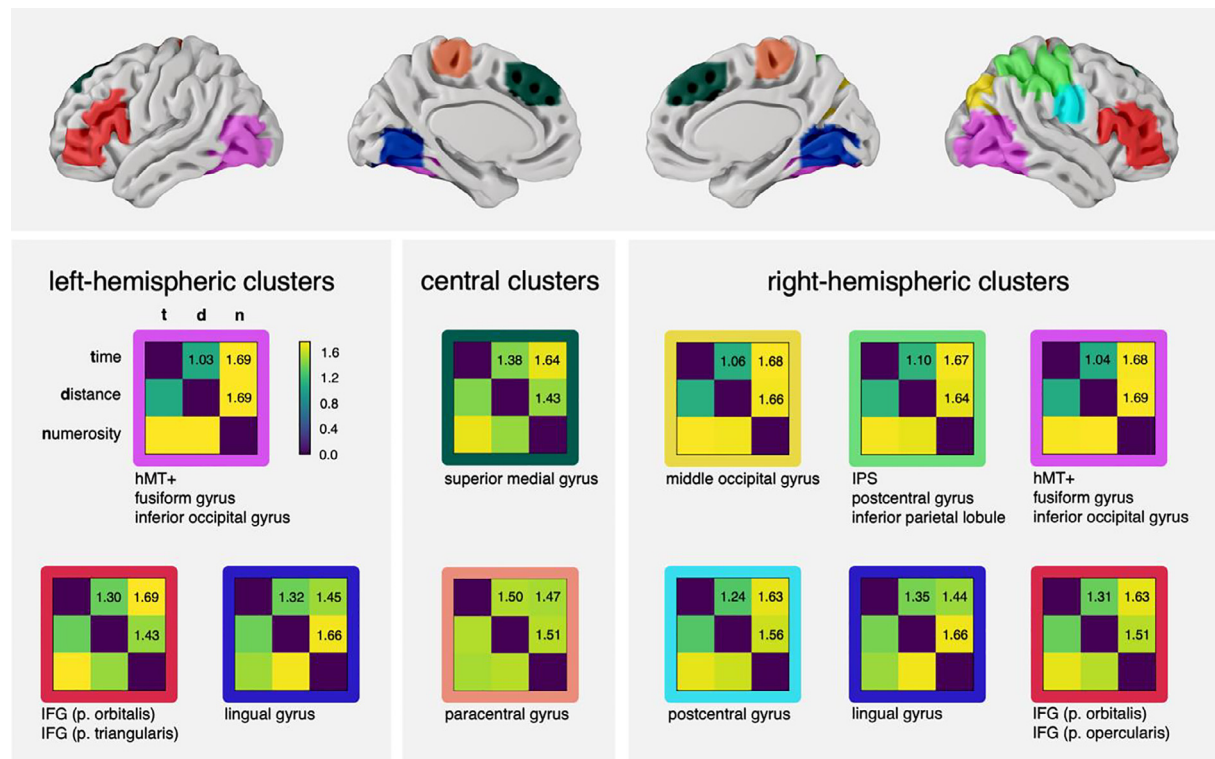 left-hemispheric clusters
t d n
time
distance
numerosity
1.03 1.69
1.69
1.6
1.2
0.8
0.4
0.0
hMT+
fusiform gyrus
inferior occipital gyrus
1.30 1.69
1.43
IFG (p. orbitalis)
IFG (p. triangularis)
1.32 1.45
1.66
lingual gyrus
central clusters
1.38 1.64
1.43
superior medial gyrus
1.50 1.47
1.51
paracentral gyrus
right-hemispheric clusters
1.06 1.68
1.66
middle occipital gyrus
1.10 1.67
1.64
IPS
postcentral gyrus
inferior parietal lobule
1.04 1.68
1.69
hMT+
fusiform gyrus
inferior occipital gyrus
1.24 1.63
1.56
postcentral gyrus
1.35 1.44
1.66
lingual gyrus
1.31 1.63
1.51
IFG (p. orbitalis)
IFG (p. opercularis)